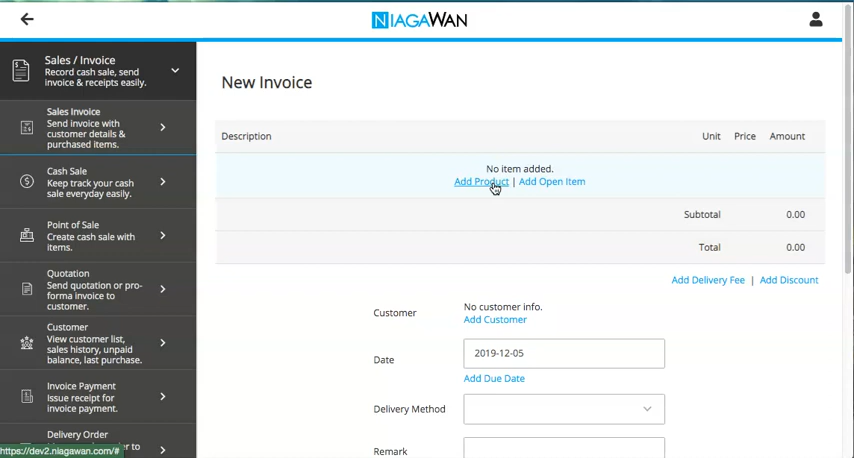 NIAGAWAN
Sales / Invoice
Record cash sale, send
invoice & receipts easily.
Sales Invoice
Send invoice with
customer details &
purchased items.
Cash Sale
Keep track your cash
sale everyday easily.
Point of Sale
Create cash sale with
items.
Quotation
Send quotation or pro-
forma invoice to
customer.
Customer
View customer list,
sales history, unpaid
balance, last purchase.
Invoice Payment
Issue receipt for
invoice payment.
Delivery Order
to
https://dev2.niagawan.com/#
New Invoice
Description Unit Price Amount
No item added.
Add Product | Add Open Item
Subtotal 0.00
Total 0.00
Add Delivery Fee | Add Discount
Customer No customer info.
Add Customer
Date 2019-12-05
Add Due Date
Delivery Method
Remark